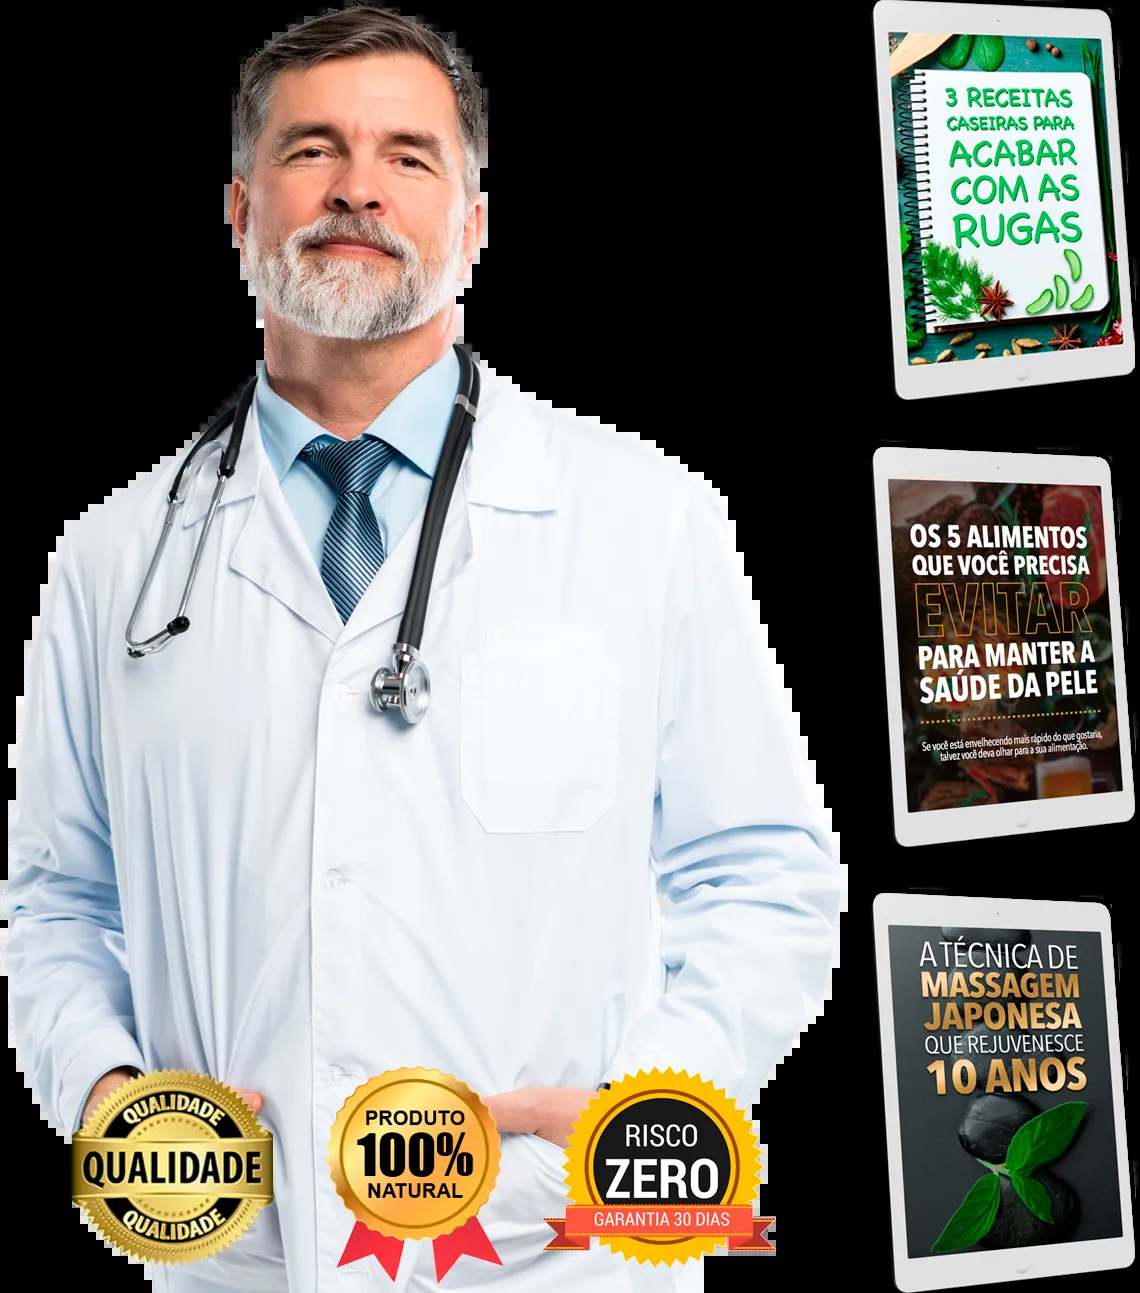 3 RECEITAS
CASEIRAS PARA
ACABAR
COM AS
RUGAS
OS 5 ALIMENTOS
QUE VOCÊ PRECISA
EVITAR
PARA MANTER A
SAÚDE DA PELE
Se você está envelhecendo mais rápido do que gostaria,
talvez você deva olhar para a sua alimentação.
A TÉCNICA DE
MASSAGEM
JAPONESA
QUE REJUVENESCE
10 ANOS
QUALIDADE
QUALIDADE
QUALIDADE
PRODUTO
100%
NATURAL
RISCO
ZERO
GARANTIA 30 DIAS